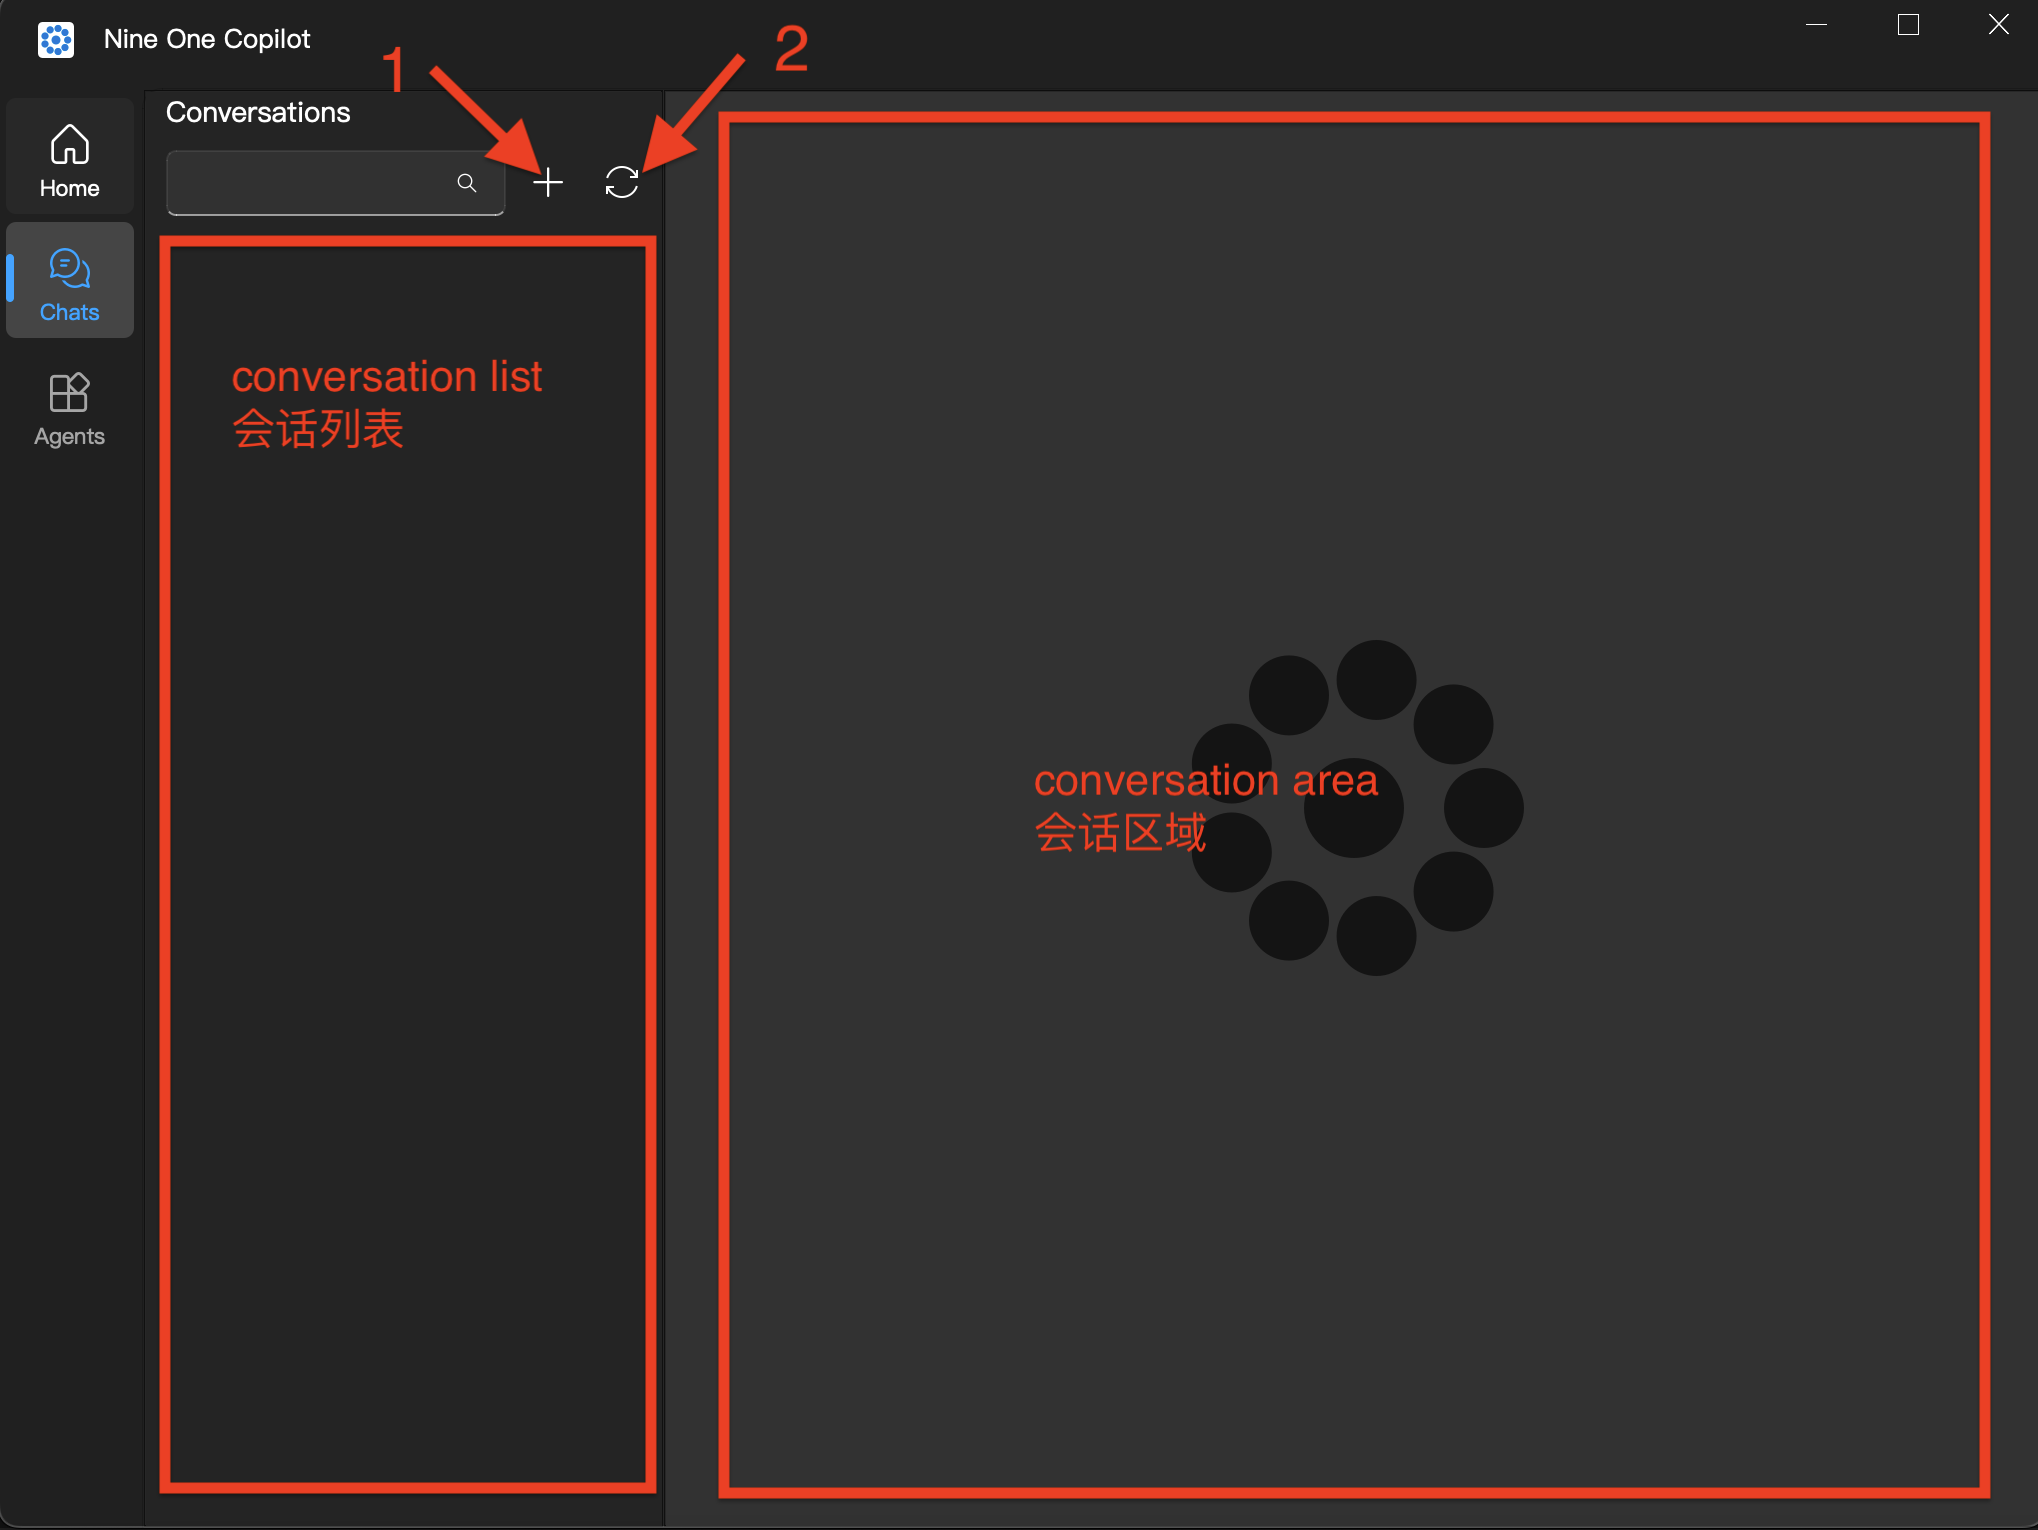 Nine One Copilot
1
2
Conversations
Home
Chats
Agents
conversation list
会话列表
conversation area
会话区域